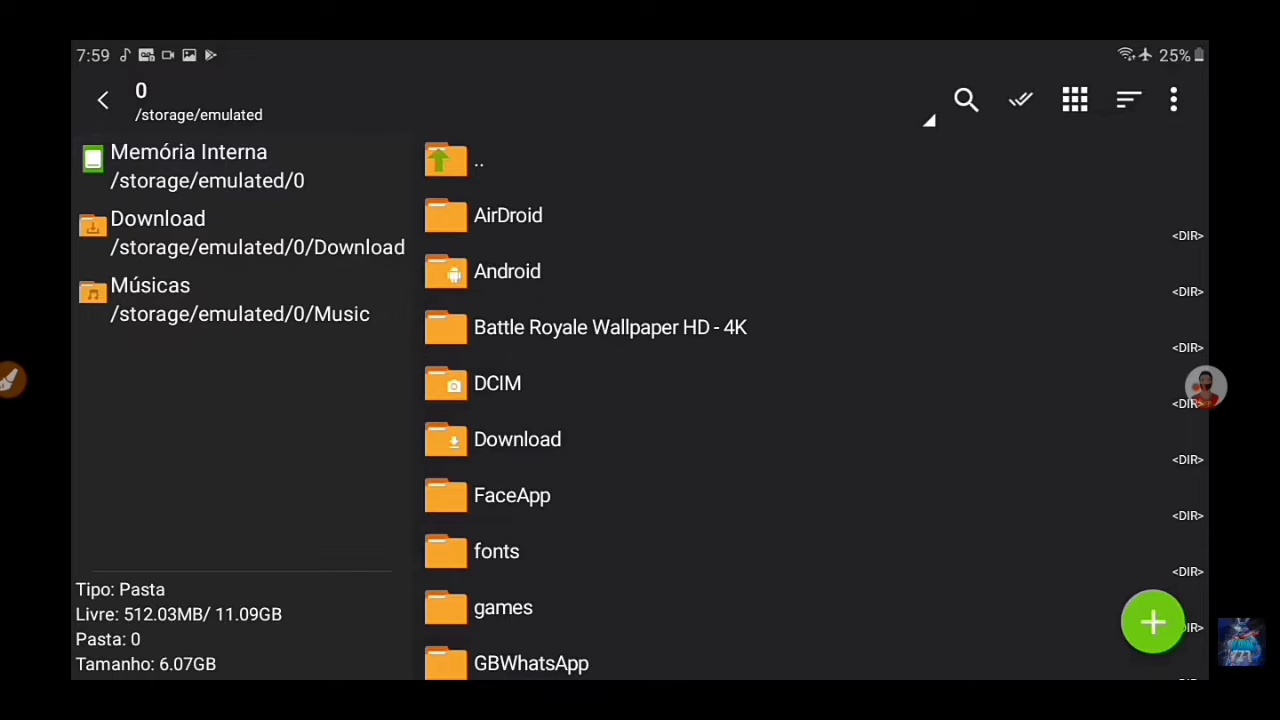 7:59
25%
0
/storage/emulated
Memória Interna
/storage/emulated/0
Download
/storage/emulated/0/Download
Músicas
/storage/emulated/0/Music
Tipo: Pasta
Livre: 512.03MB/ 11.09GB
Pasta: 0
Tamanho: 6.07GB
..
AirDroid
<DIR>
Android
<DIR>
Battle Royale Wallpaper HD - 4K
<DIR>
DCIM
<DIR>
Download
<DIR>
FaceApp
<DIR>
fonts
<DIR>
games
<DIR>
GBWhatsApp